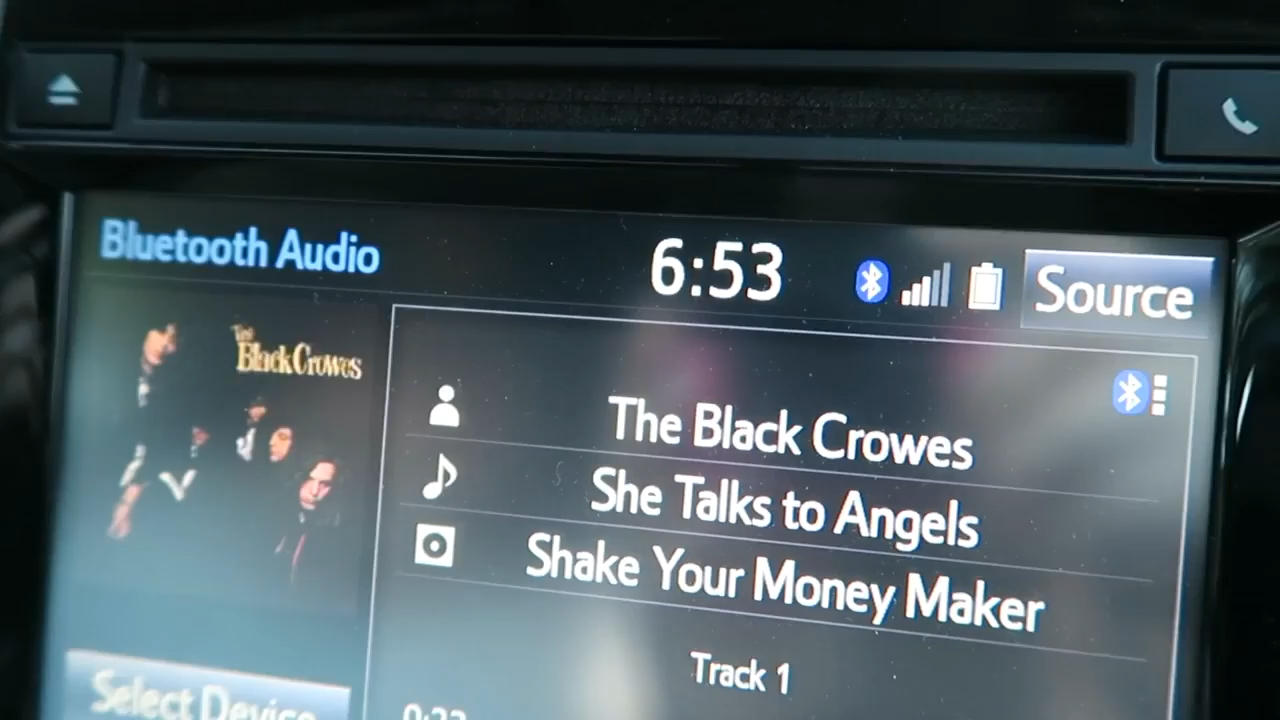 Bluetooth Audio
6:53
Source
The Black Crowes
The Black Crowes
She Talks to Angels
Shake Your Money Maker
Track 1
Select Device